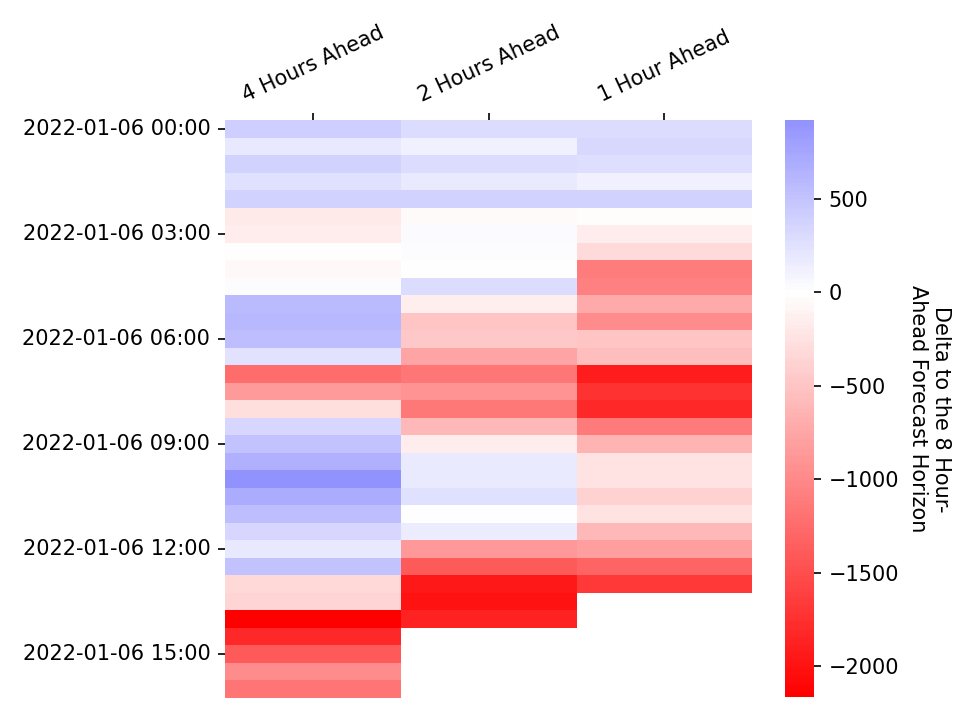 4 Hours Ahead
2 Hours Ahead
1 Hour Ahead
2022-01-06 00:00
2022-01-06 03:00
2022-01-06 06:00
2022-01-06 09:00
2022-01-06 12:00
2022-01-06 15:00
500
0
−500
−1000
−1500
−2000
Delta to the 8 Hour-
Ahead Forecast Horizon